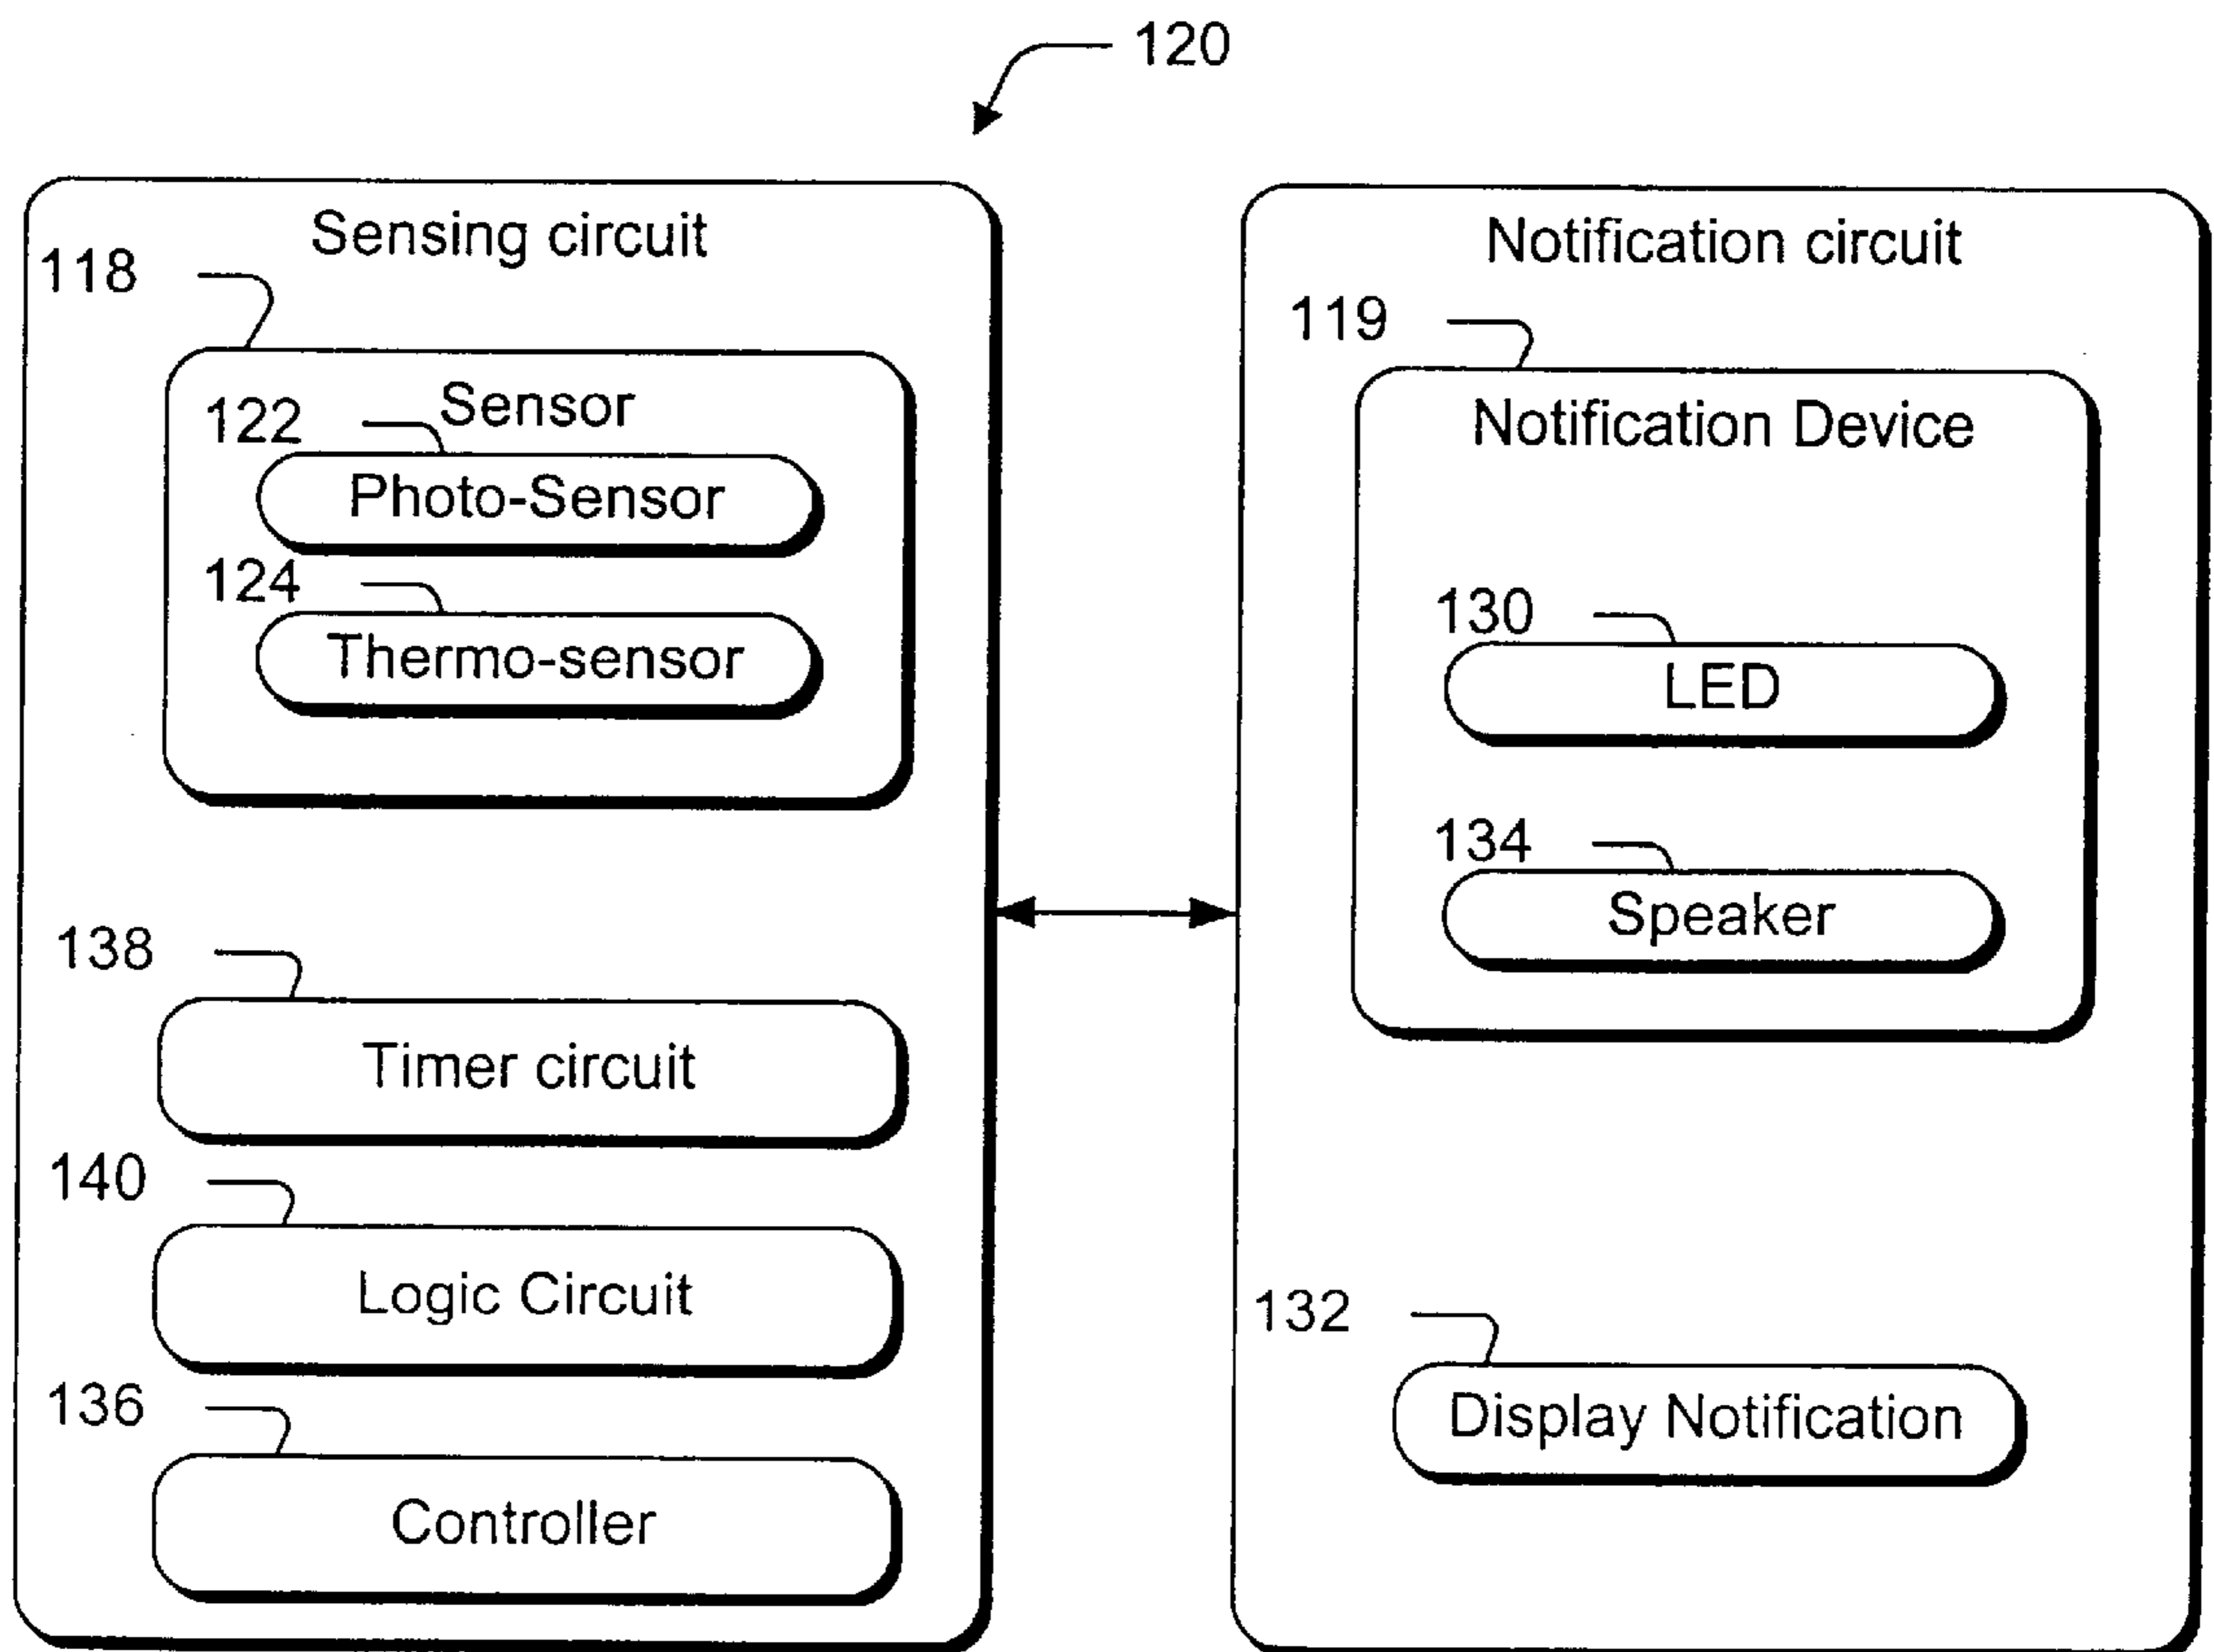 120
Sensing circuit
118
Sensor
122
Photo-Sensor
124
Thermo-sensor
138
Timer circuit
140
Logic Circuit
136
Controller
Notification circuit
119
Notification Device
130
LED
134
Speaker
132
Display Notification